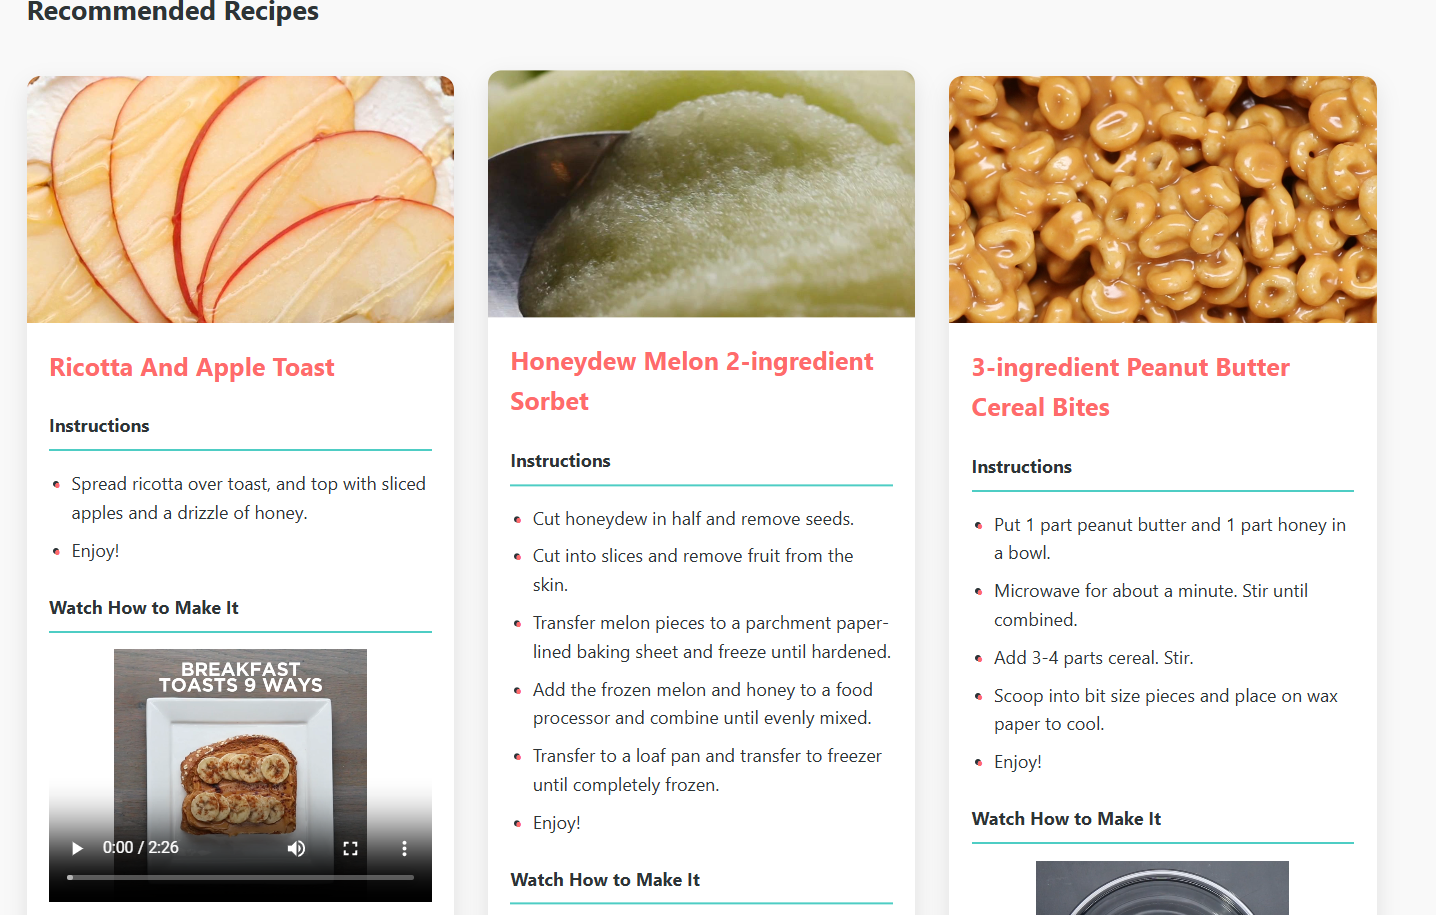 Recommended Recipes
Ricotta And Apple Toast
Instructions
Spread ricotta over toast, and top with sliced
apples and a drizzle of honey.
Enjoy!
Watch How to Make It
BREAKFAST
TOASTS 9 WAYS
0:00 / 2:26
Honeydew Melon 2-ingredient
Sorbet
Instructions
Cut honeydew in half and remove seeds.
Cut into slices and remove fruit from the
skin.
Transfer melon pieces to a parchment paper-
lined baking sheet and freeze until hardened.
Add the frozen melon and honey to a food
processor and combine until evenly mixed.
Transfer to a loaf pan and transfer to freezer
until completely frozen.
Enjoy!
Watch How to Make It
3-ingredient Peanut Butter
Cereal Bites
Instructions
Put 1 part peanut butter and 1 part honey in
a bowl.
Microwave for about a minute. Stir until
combined.
Add 3-4 parts cereal. Stir.
Scoop into bit size pieces and place on wax
paper to cool.
Enjoy!
Watch How to Make It